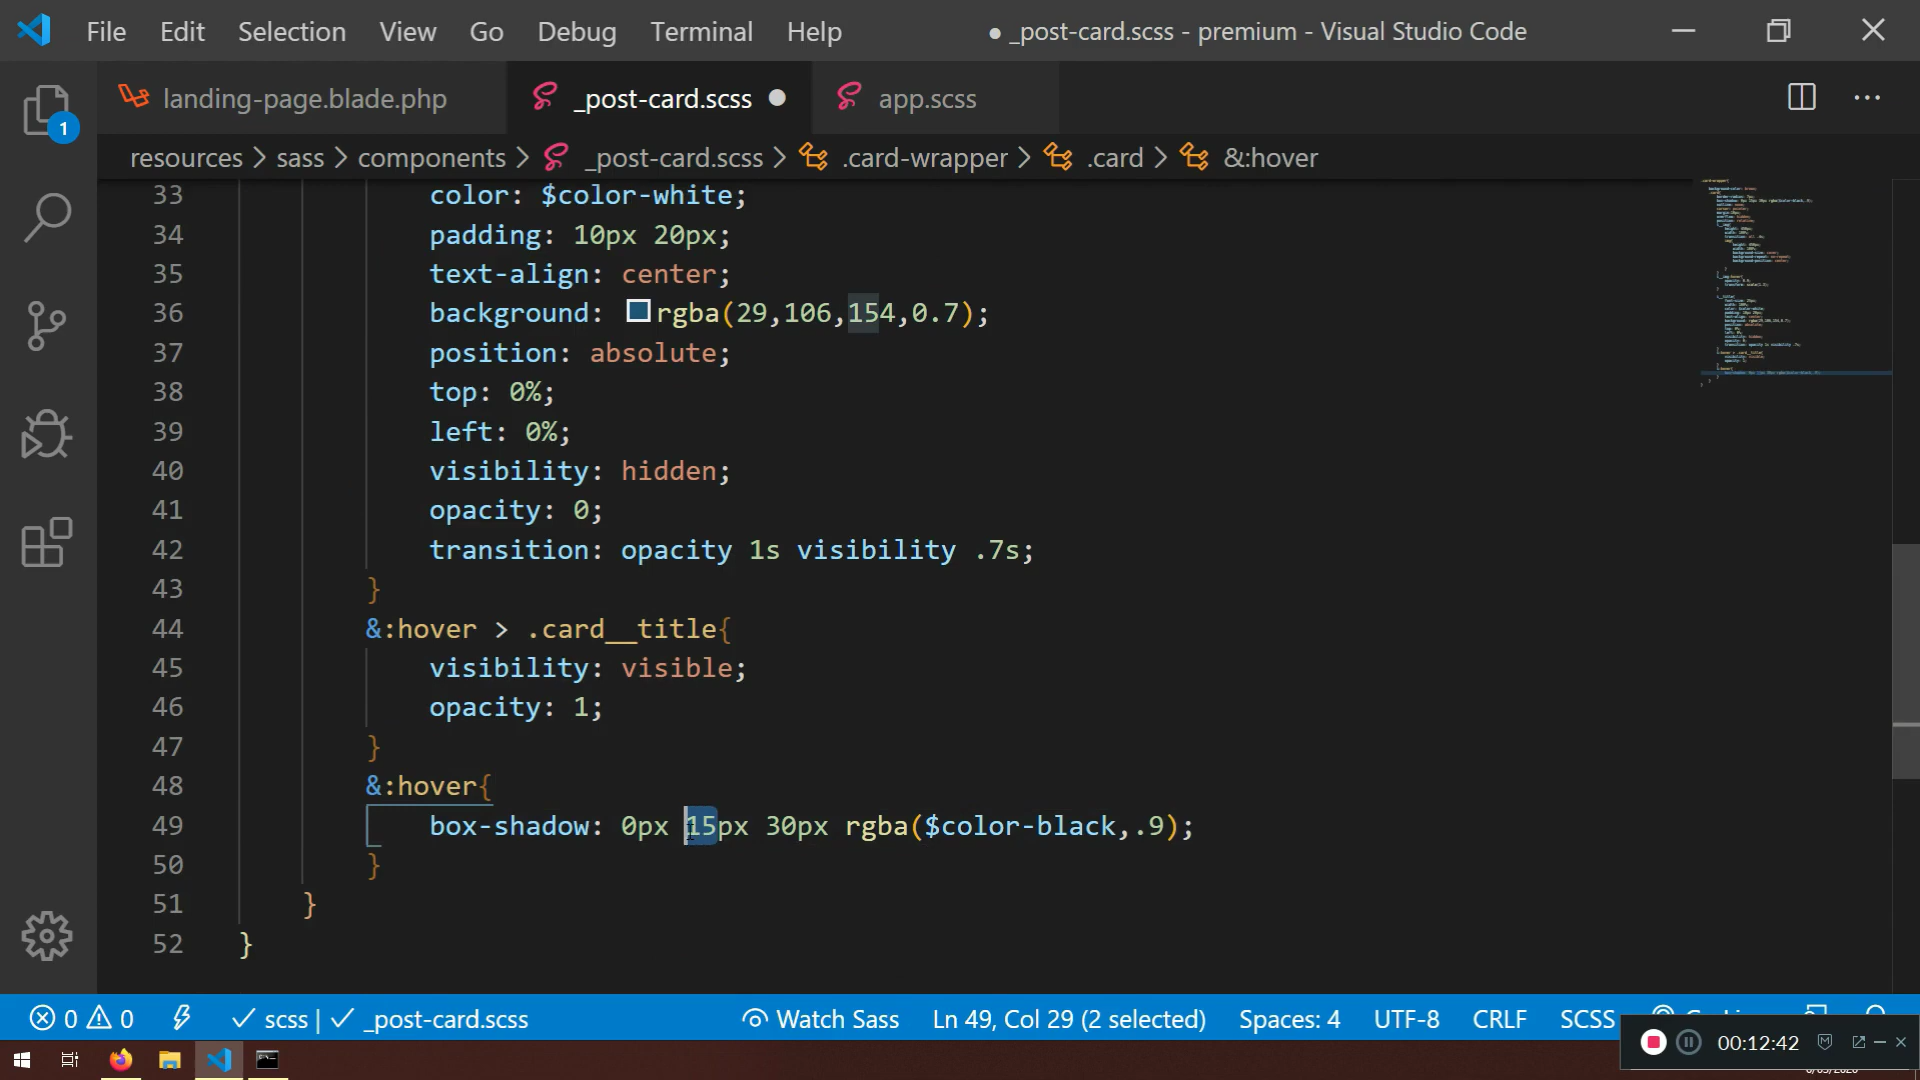 File Edit Selection View Go Debug Terminal Help ● _post-card.scss - premium - Visual Studio Code
landing-page.blade.php _post-card.scss ● app.scss
1
resources > sass > components > _post-card.scss > .card-wrapper > .card > &:hover
33 color: $color-white;
34 padding: 10px 20px;
35 text-align: center;
36 background: rgba(29,106,154,0.7);
37 position: absolute;
38 top: 0%;
39 left: 0%;
40 visibility: hidden;
41 opacity: 0;
42 transition: opacity 1s visibility .7s;
43 }
44 &:hover > .card__title{
45 visibility: visible;
46 opacity: 1;
47 }
48 &:hover{
49 box-shadow: 0px 15px 30px rgba($color-black,.9);
50 }
51 }
52 }
0 0 scss | _post-card.scss Watch Sass Ln 49, Col 29 (2 selected) Spaces: 4 UTF-8 CRLF SCSS
00:12:42